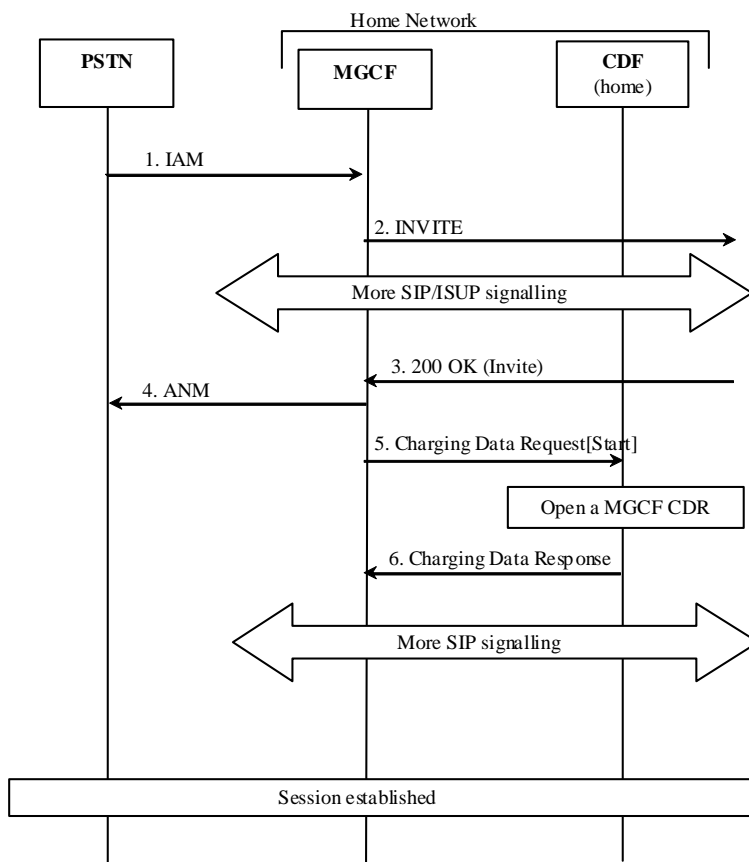 Home Network
PSTN
MGCF
CDF
(home)
1. IAM
2. INVITE
More SIP/ISUP signalling
3. 200 OK (Invite)
4. ANM
5. Charging Data Request[Start]
Open a MGCF CDR
6. Charging Data Response
More SIP signalling
Session established